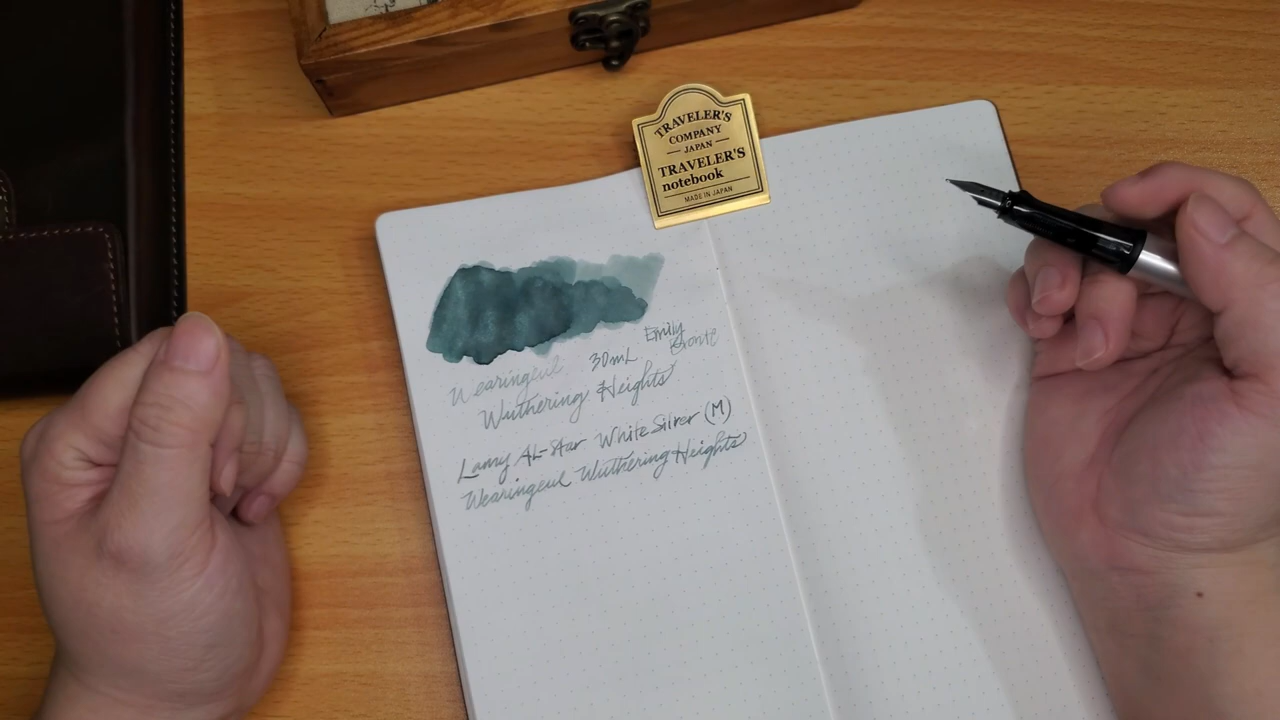 TRAVELER'S
COMPANY
JAPAN
TRAVELER'S
notebook
MADE IN JAPAN
Emily
Bronte
Wearingeul 30mL
Wuthering Heights
Lamy AL-Star White Silver (M)
Wearingeul Wuthering Heights